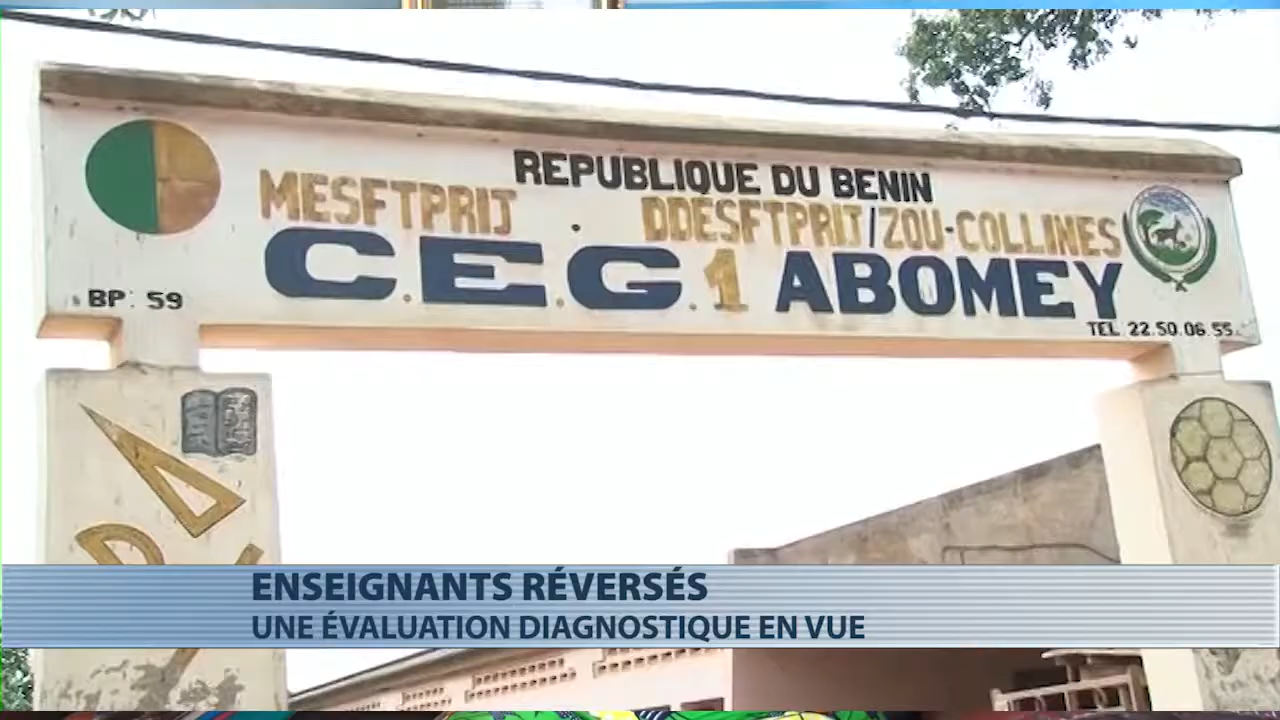 REPUBLIQUE DU BENIN
MESFTPRIJ . DDESFTPRIJ/ZOU-COLLINES
C.E.G.1 ABOMEY
BP: 59
TEL 22.50.06.55
ENSEIGNANTS RÉVERSÉS
UNE ÉVALUATION DIAGNOSTIQUE EN VUE